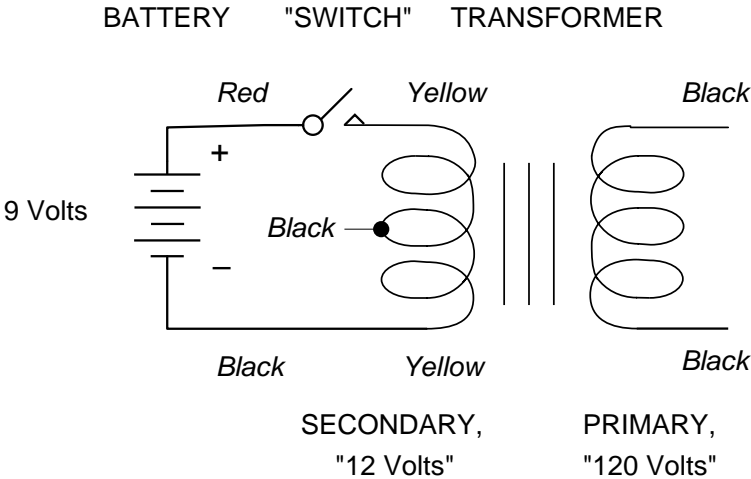 BATTERY "SWITCH" TRANSFORMER
Red Yellow Black
+
9 Volts
Black
−
Black Yellow Black
SECONDARY, PRIMARY,
"12 Volts" "120 Volts"